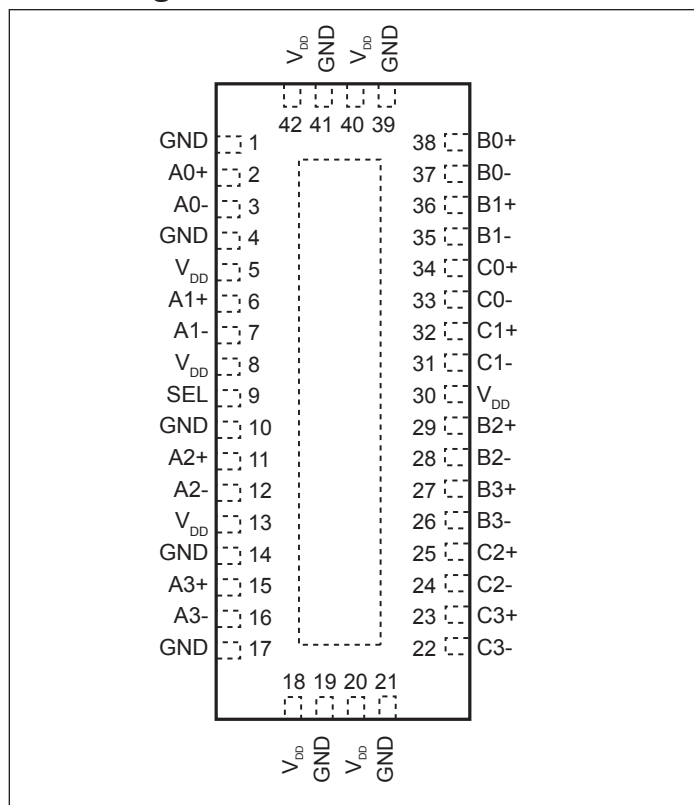 V_DD GND V_DD GND
42 41 40 39
GND 1 38 B0+
A0+ 2 37 B0-
A0- 3 36 B1+
GND 4 35 B1-
V_DD 5 34 C0+
A1+ 6 33 C0-
A1- 7 32 C1+
V_DD 8 31 C1-
SEL 9 30 V_DD
GND 10 29 B2+
A2+ 11 28 B2-
A2- 12 27 B3+
V_DD 13 26 B3-
GND 14 25 C2+
A3+ 15 24 C2-
A3- 16 23 C3+
GND 17 22 C3-
18 19 20 21
V_DD GND V_DD GND